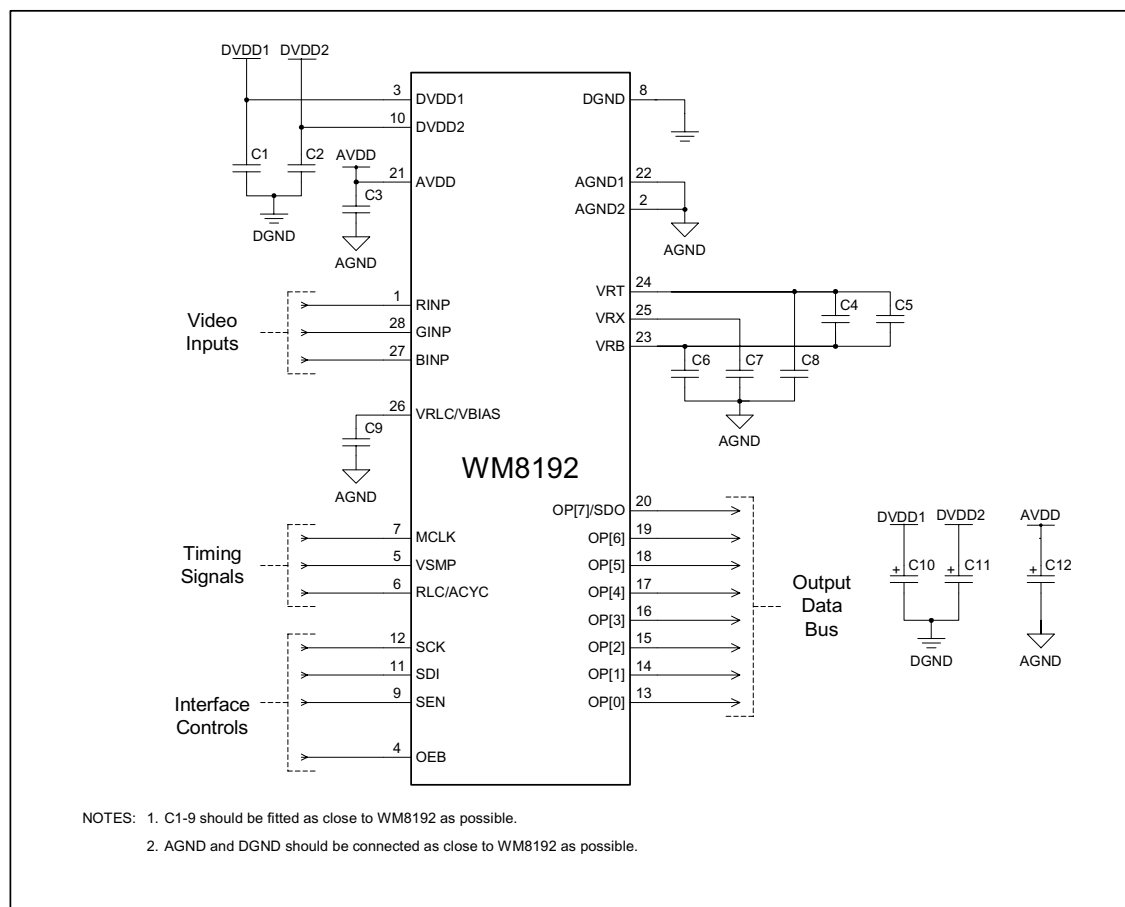 DVDD1 DVDD2
3 DVDD1
10 DVDD2
C1 C2
DGND
AVDD
21 AVDD
C3
AGND
DGND 8
AGND1 22
AGND2 2
AGND
Video
Inputs
1 RINP
28 GINP
27 BINP
VRT 24
VRX 25
VRB 23
C4 C5
C6 C7 C8
AGND
26 VRLC/VBIAS
C9
AGND
WM8192
Timing
Signals
7 MCLK
5 VSMP
6 RLC/ACYC
Interface
Controls
12 SCK
11 SDI
9 SEN
4 OEB
OP[7]/SDO 20
OP[6] 19
OP[5] 18
OP[4] 17
OP[3] 16
OP[2] 15
OP[1] 14
OP[0] 13
Output
Data
Bus
DVDD1 DVDD2 AVDD
+ C10 + C11 + C12
DGND AGND
NOTES: 1. C1-9 should be fitted as close to WM8192 as possible.
2. AGND and DGND should be connected as close to WM8192 as possible.